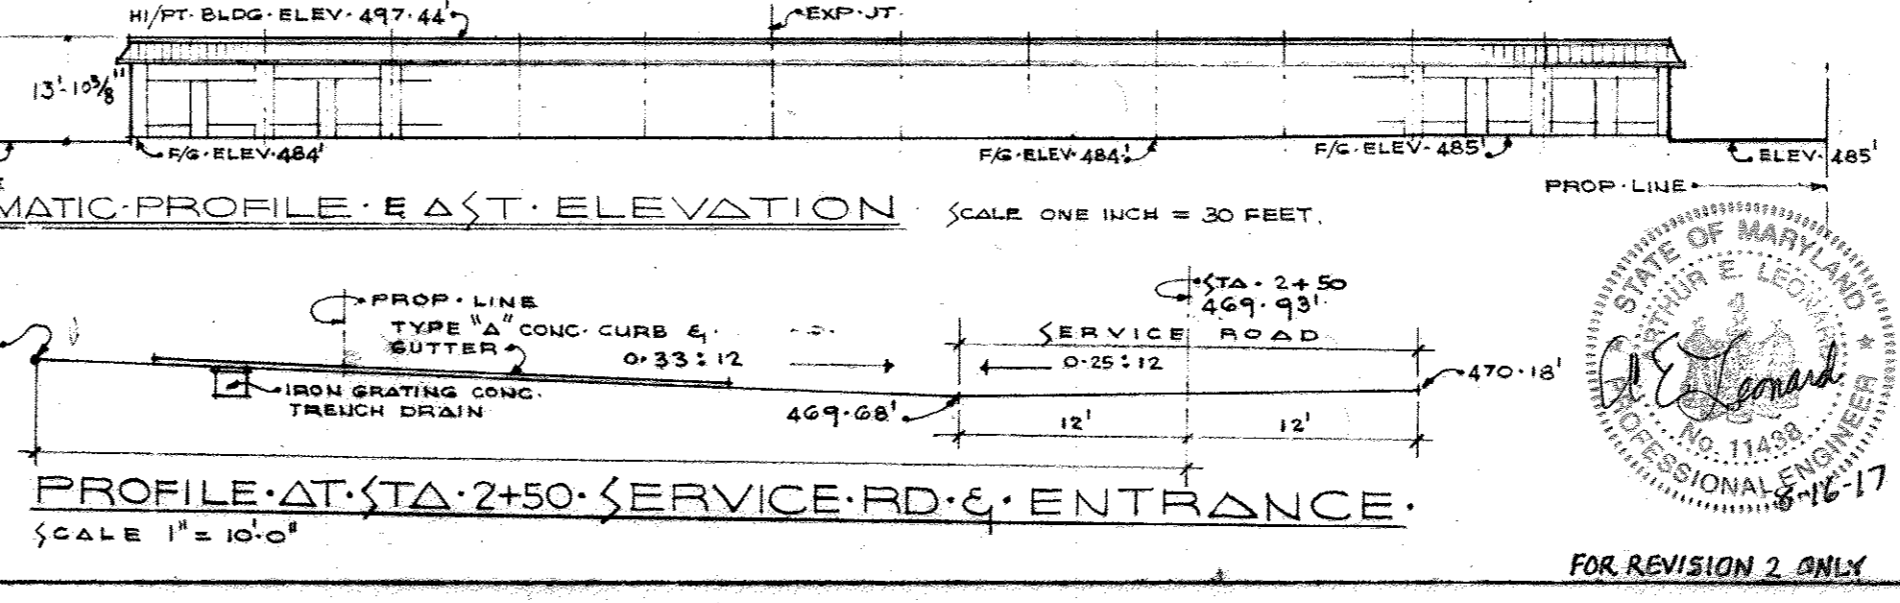 HI/PT. BLDG. ELEV. 497.44'
EXP. JT.
13'-10⅜"
F/G. ELEV. 484'
F/G. ELEV. 484'
F/G. ELEV. 485'
ELEV. 485'
PROP. LINE
MATIC·PROFILE·EAST·ELEVATION
SCALE ONE INCH = 30 FEET.
PROP. LINE
TYPE "A" CONC. CURB &
GUTTER
0.33:12
IRON GRATING CONC.
TRENCH DRAIN
STA. 2+50
469.93'
SERVICE ROAD
0.25:12
470.18'
469.68'
12'
12'
PROFILE·AT·STA·2+50·SERVICE·RD·&·ENTRANCE.
SCALE 1" = 10'.0"
STATE OF MARYLAND
ARTHUR E. LEONARD
No. 11438
PROFESSIONAL ENGINEER
A E Leonard
8-16-17
FOR REVISION 2 ONLY